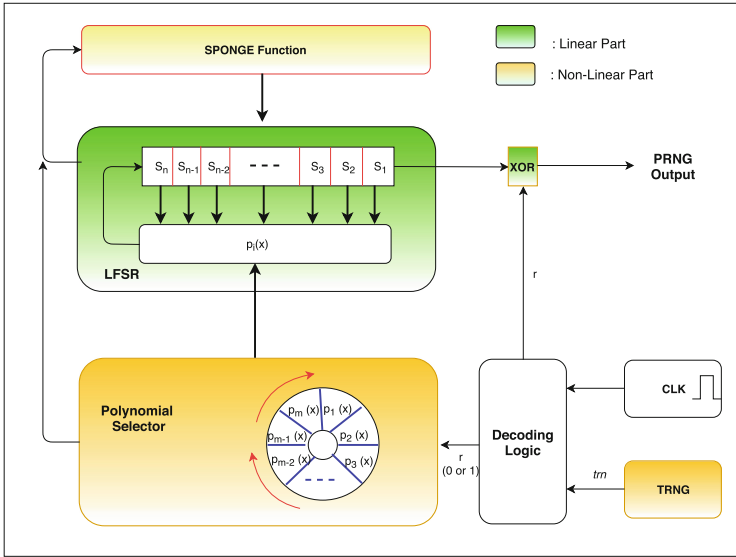 SPONGE Function
: Linear Part
: Non-Linear Part
Sn Sn-1 Sn-2 --- S3 S2 S1
XOR
PRNG
Output
pi(x)
LFSR
r
Polynomial
Selector
pm (x) p1 (x)
pm-1 (x) p2 (x)
pm-2 (x) p3 (x)
---
r
(0 or 1)
Decoding
Logic
CLK
trn
TRNG